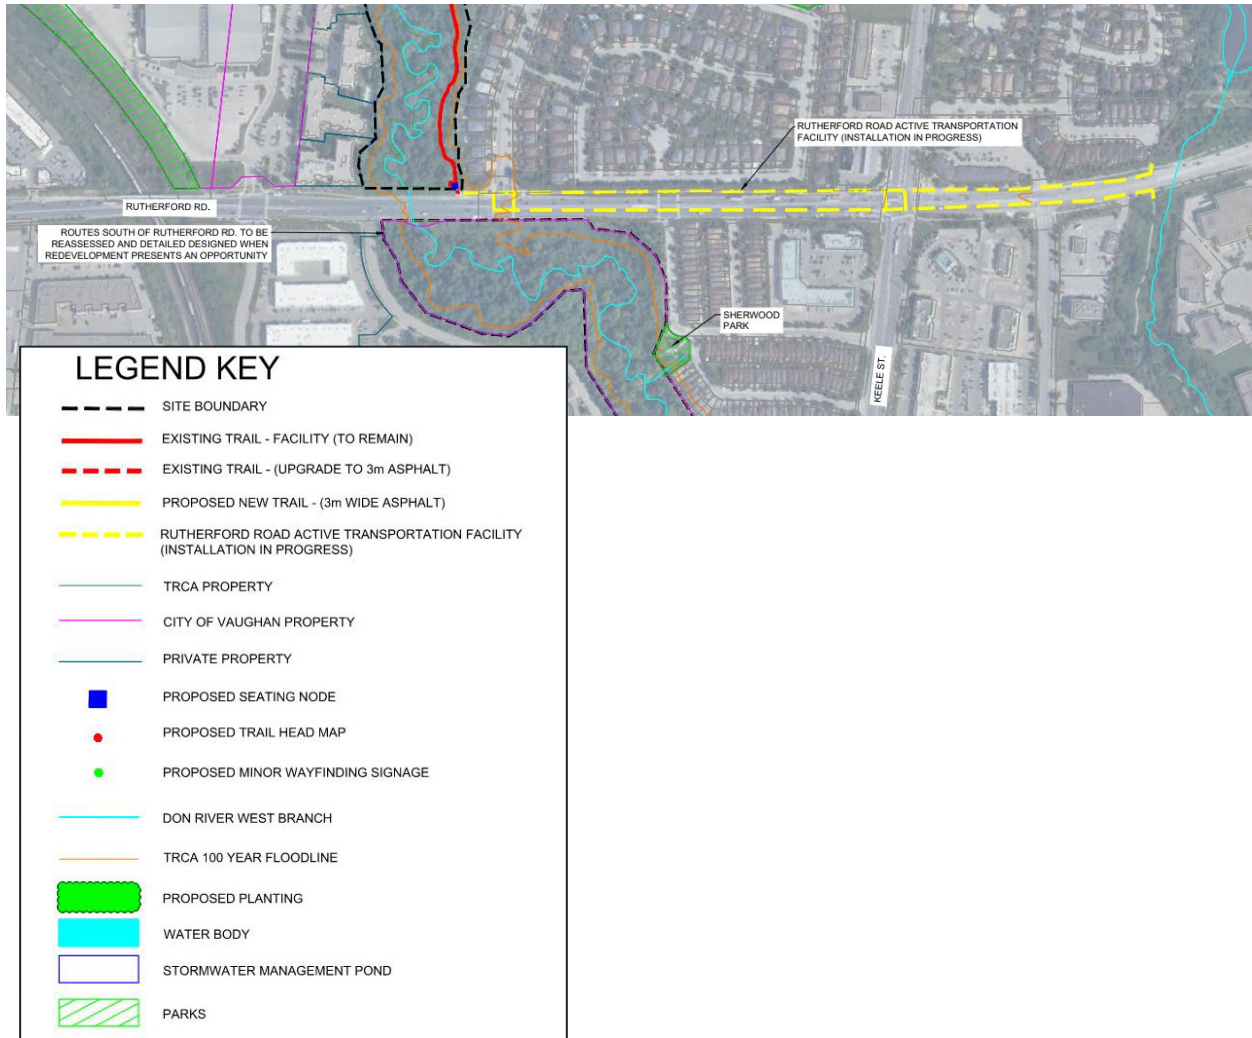 RUTHERFORD ROAD ACTIVE TRANSPORTATION
FACILITY (INSTALLATION IN PROGRESS)
RUTHERFORD RD.
ROUTES SOUTH OF RUTHERFORD RD. TO BE
REASSESSED AND DETAILED DESIGNED WHEN
REDEVELOPMENT PRESENTS AN OPPORTUNITY
SHERWOOD
PARK
KEELE ST.
LEGEND KEY
SITE BOUNDARY
EXISTING TRAIL - FACILITY (TO REMAIN)
EXISTING TRAIL - (UPGRADE TO 3m ASPHALT)
PROPOSED NEW TRAIL - (3m WIDE ASPHALT)
RUTHERFORD ROAD ACTIVE TRANSPORTATION FACILITY
(INSTALLATION IN PROGRESS)
TRCA PROPERTY
CITY OF VAUGHAN PROPERTY
PRIVATE PROPERTY
PROPOSED SEATING NODE
PROPOSED TRAIL HEAD MAP
PROPOSED MINOR WAYFINDING SIGNAGE
DON RIVER WEST BRANCH
TRCA 100 YEAR FLOODLINE
PROPOSED PLANTING
WATER BODY
STORMWATER MANAGEMENT POND
PARKS